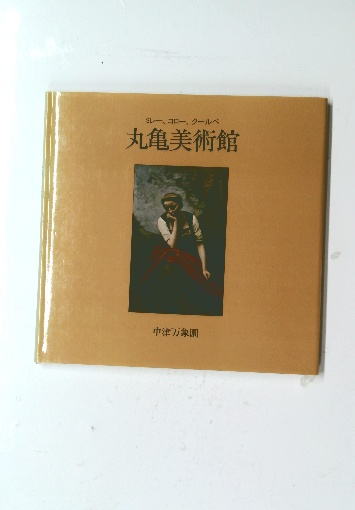 ミレー、コロー、クールベ
丸亀美術館
中津万象園